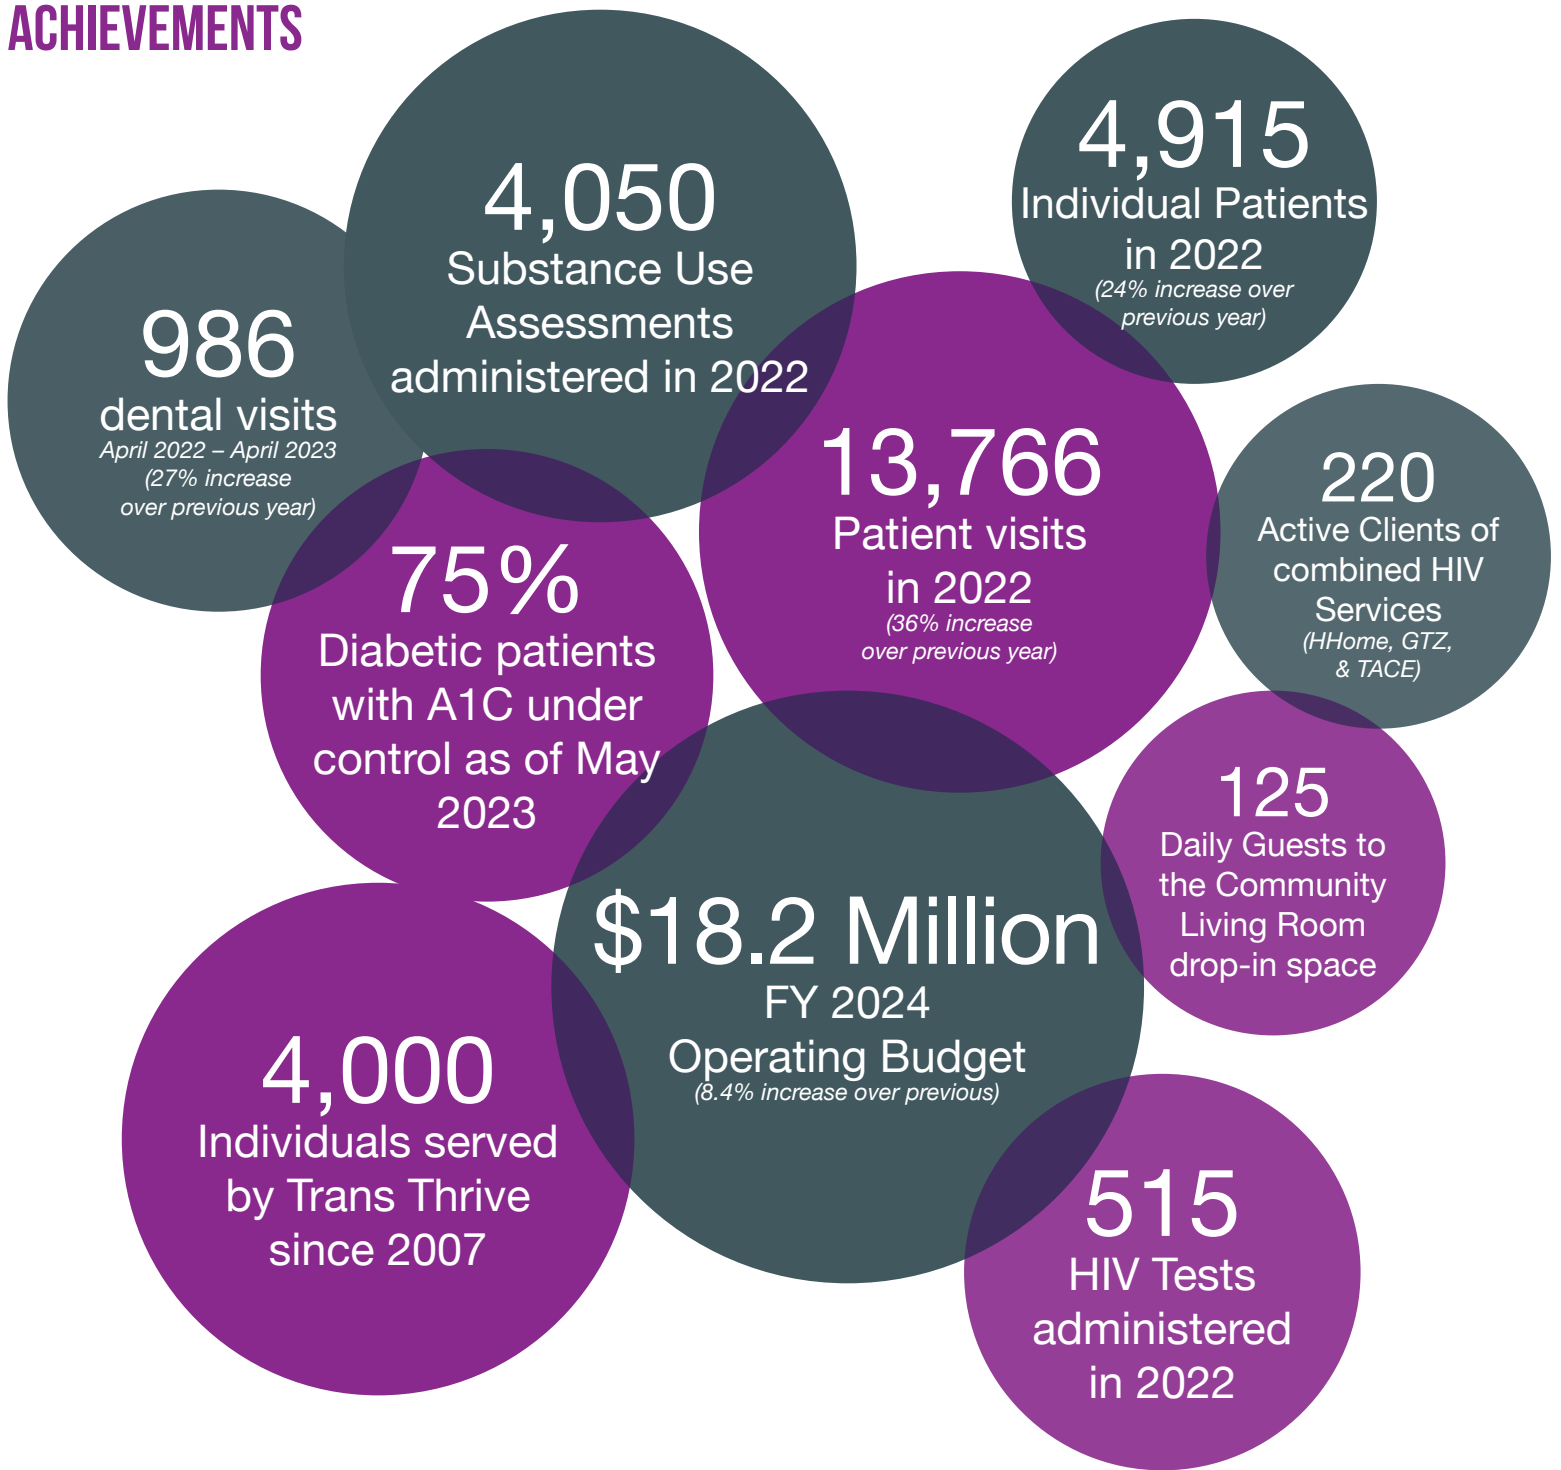 ACHIEVEMENTS
4,050
Substance Use
Assessments
administered in 2022
4,915
Individual Patients
in 2022
(24% increase over
previous year)
986
dental visits
April 2022 – April 2023
(27% increase
over previous year)
13,766
Patient visits
in 2022
(36% increase
over previous year)
220
Active Clients of
combined HIV
Services
(HHome, GTZ,
& TACE)
75%
Diabetic patients
with A1C under
control as of May
2023
125
Daily Guests to
the Community
Living Room
drop-in space
$18.2 Million
FY 2024
Operating Budget
(8.4% increase over previous)
4,000
Individuals served
by Trans Thrive
since 2007
515
HIV Tests
administered
in 2022